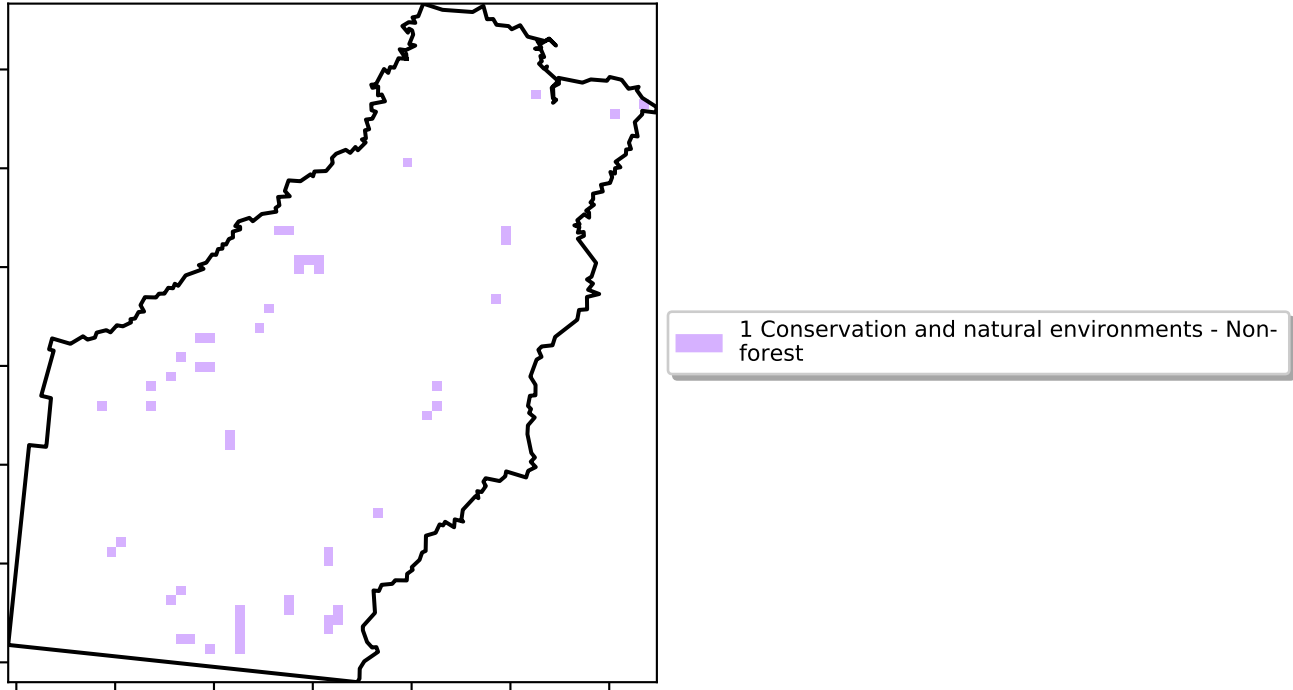 1 Conservation and natural environments - Non-
forest